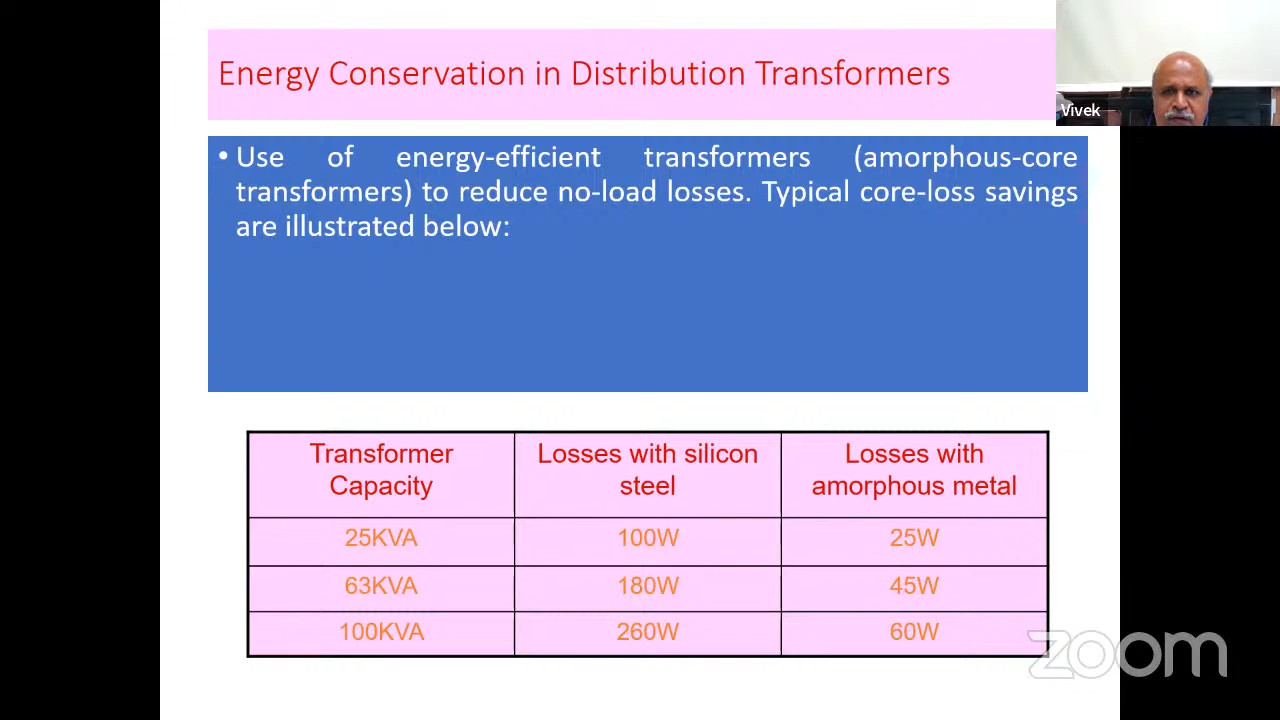 Energy Conservation in Distribution Transformers
Vivek
• Use of energy-efficient transformers (amorphous-core
transformers) to reduce no-load losses. Typical core-loss savings
are illustrated below:
Transformer Capacity
Losses with silicon steel
Losses with amorphous metal
25KVA 100W 25W
63KVA 180W 45W
100KVA 260W 60W
zoom